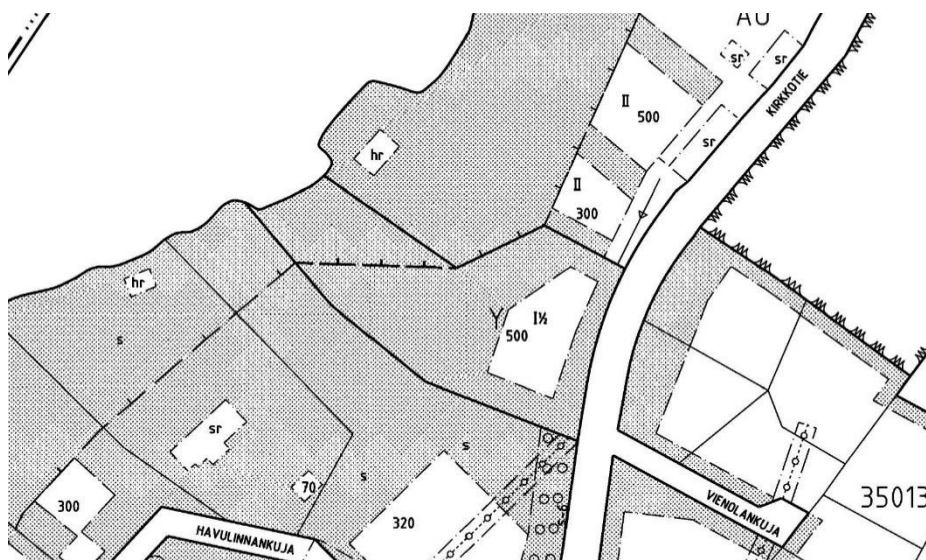 AO
sr
sr
KIRKKOTIE
II
500
sr
hr
II
300
hr
Y
I½
500
s
sr
s
s
70
300
320
HAVULINNANKUJA
VIENOLANKUJA
35013